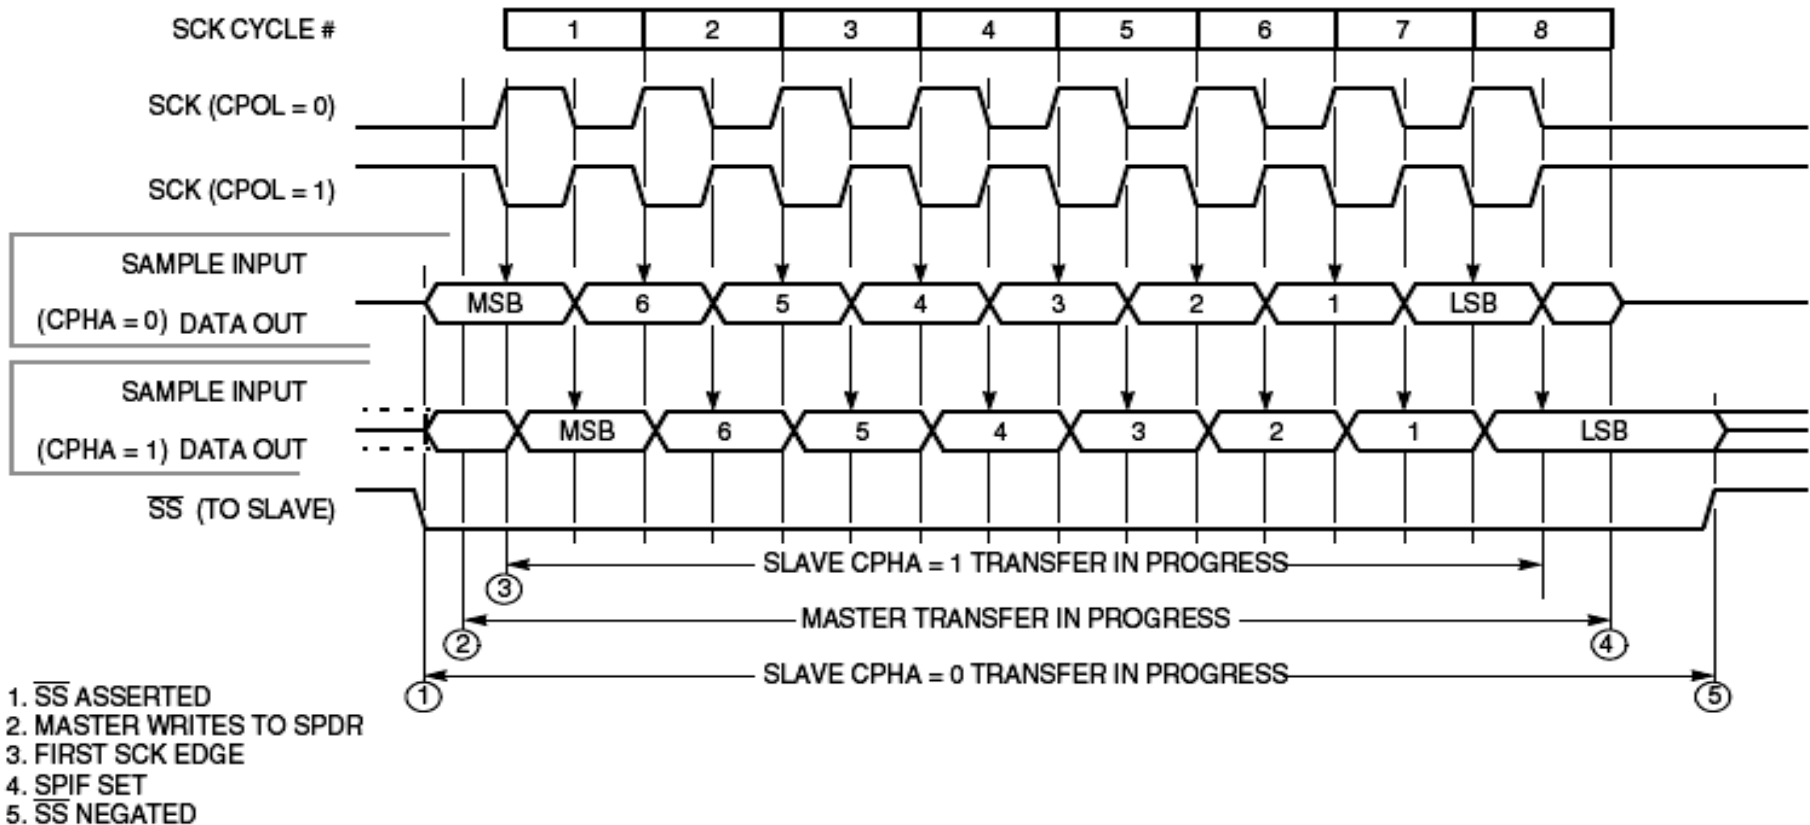 SCK CYCLE # 1 2 3 4 5 6 7 8
SCK (CPOL = 0)
SCK (CPOL = 1)
SAMPLE INPUT
(CPHA = 0) DATA OUT MSB 6 5 4 3 2 1 LSB
SAMPLE INPUT
(CPHA = 1) DATA OUT MSB 6 5 4 3 2 1 LSB
S̅S̅ (TO SLAVE)
SLAVE CPHA = 1 TRANSFER IN PROGRESS
3
MASTER TRANSFER IN PROGRESS
2 4
SLAVE CPHA = 0 TRANSFER IN PROGRESS
1 5
1. S̅S̅ ASSERTED
2. MASTER WRITES TO SPDR
3. FIRST SCK EDGE
4. SPIF SET
5. S̅S̅ NEGATED